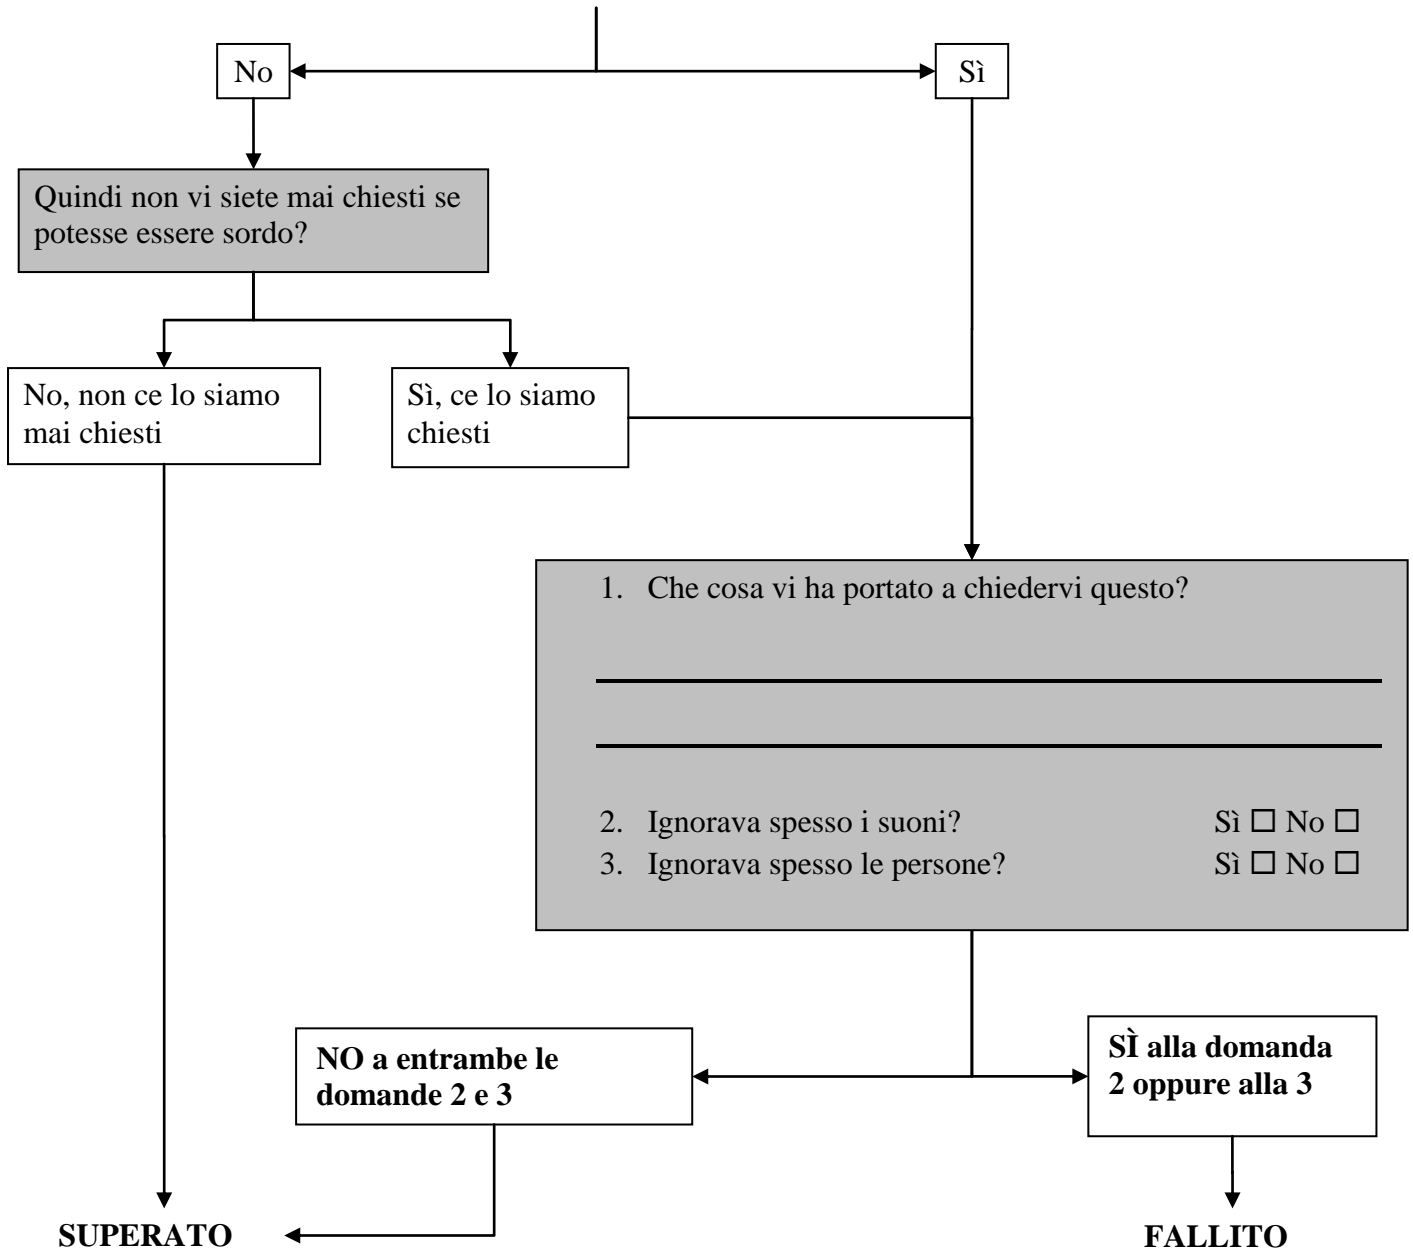 No
Sì
Quindi non vi siete mai chiesti se
potesse essere sordo?
No, non ce lo siamo
mai chiesti
Sì, ce lo siamo
chiesti
1. Che cosa vi ha portato a chiedervi questo?
2. Ignorava spesso i suoni? Sì ☐ No ☐
3. Ignorava spesso le persone? Sì ☐ No ☐
NO a entrambe le
domande 2 e 3
SÌ alla domanda
2 oppure alla 3
SUPERATO
FALLITO